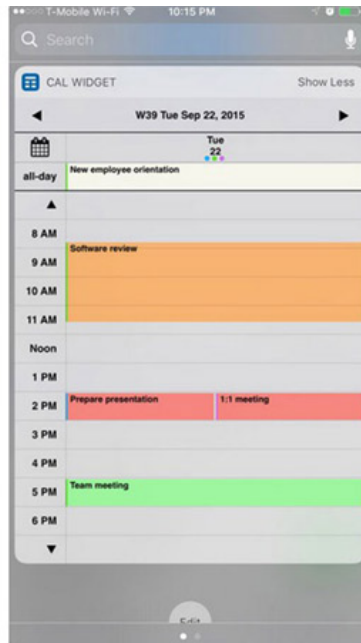 T-Mobile Wi-Fi 10:15 PM
Search
CAL WIDGET Show Less
W39 Tue Sep 22, 2015
Tue
22
all-day New employee orientation
8 AM
Software review
9 AM
10 AM
11 AM
Noon
1 PM
2 PM Prepare presentation 1:1 meeting
3 PM
4 PM
5 PM Team meeting
6 PM
Edit